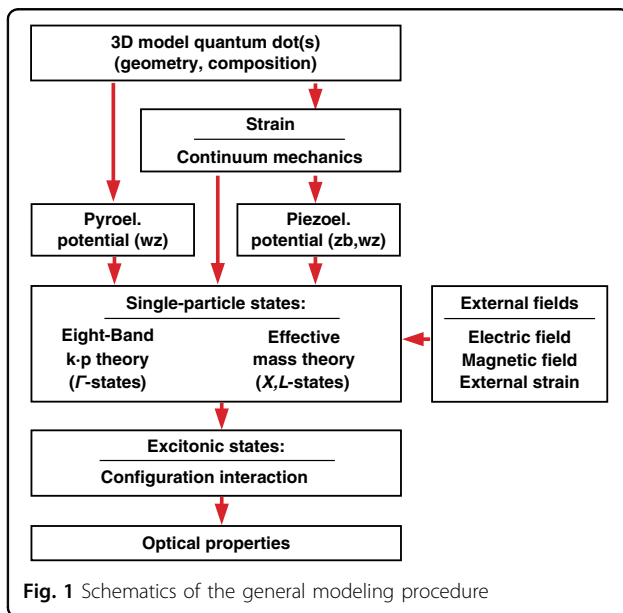 3D model quantum dot(s)
(geometry, composition)
Strain
Continuum mechanics
Pyroel.
potential (wz)
Piezoel.
potential (zb,wz)
Single-particle states:
Eight-Band
k·p theory
(Γ-states)
Effective
mass theory
(X,L-states)
External fields
Electric field
Magnetic field
External strain
Excitonic states:
Configuration interaction
Optical properties
Fig. 1 Schematics of the general modeling procedure